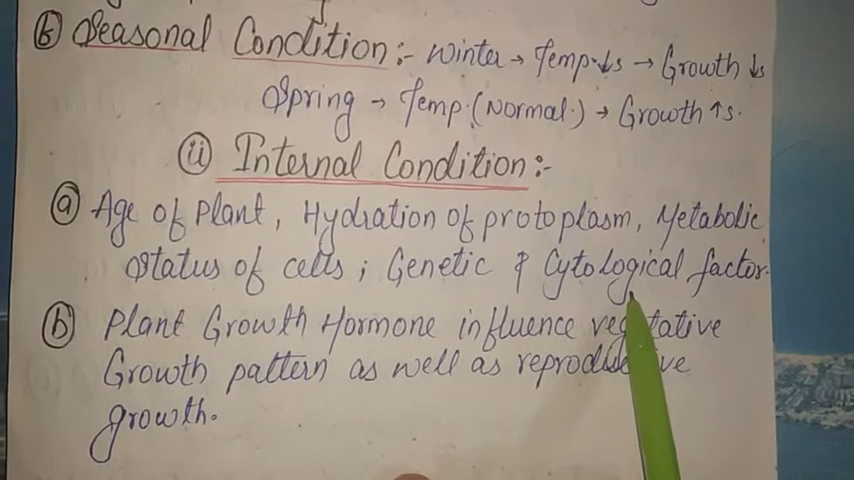 (b) Seasonal Condition:- Winter → Temp.↓s → Growth ↓s
Spring → Temp.(Normal.) → Growth ↑s.
(ii) Internal Condition:-
(a) Age of Plant, Hydration of protoplasm, Metabolic
status of cells; Genetic & Cytological factor.
(b) Plant Growth Hormone influence vegetative
Growth pattern as well as reproductive
growth.